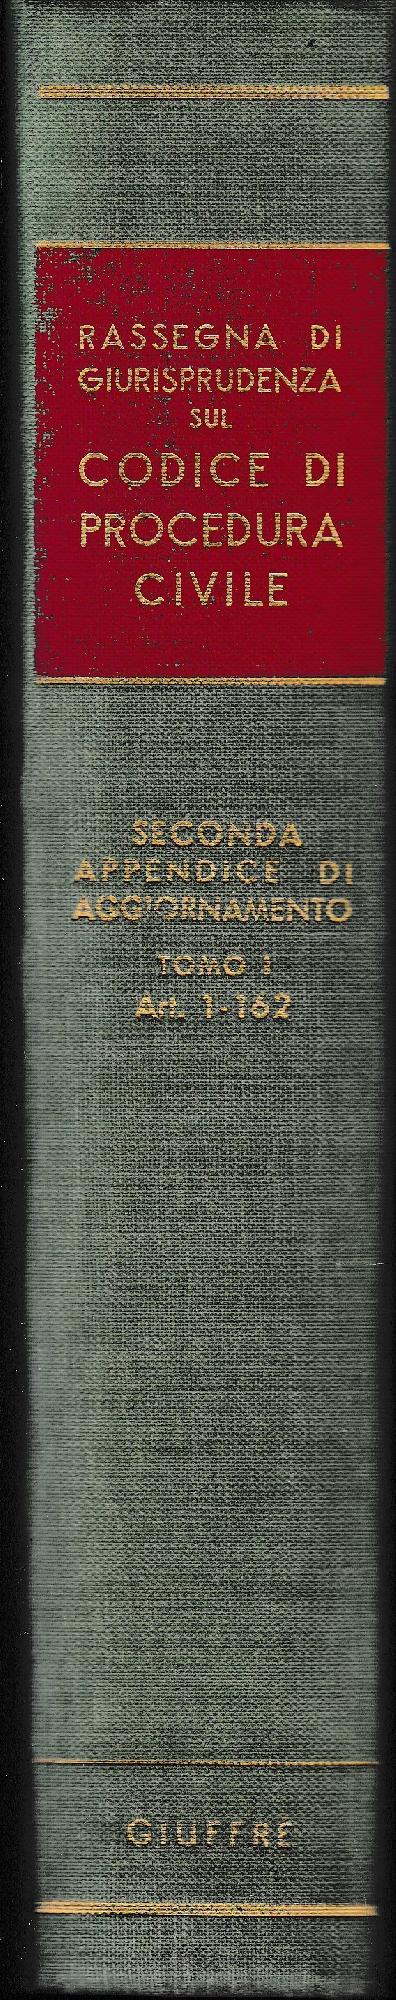 RASSEGNA DI
GIURISPRUDENZA
SUL
CODICE DI
PROCEDURA
CIVILE
SECONDA
APPENDICE DI
AGGIORNAMENTO
TOMO I
Art. 1-162
GIUFFRÈ